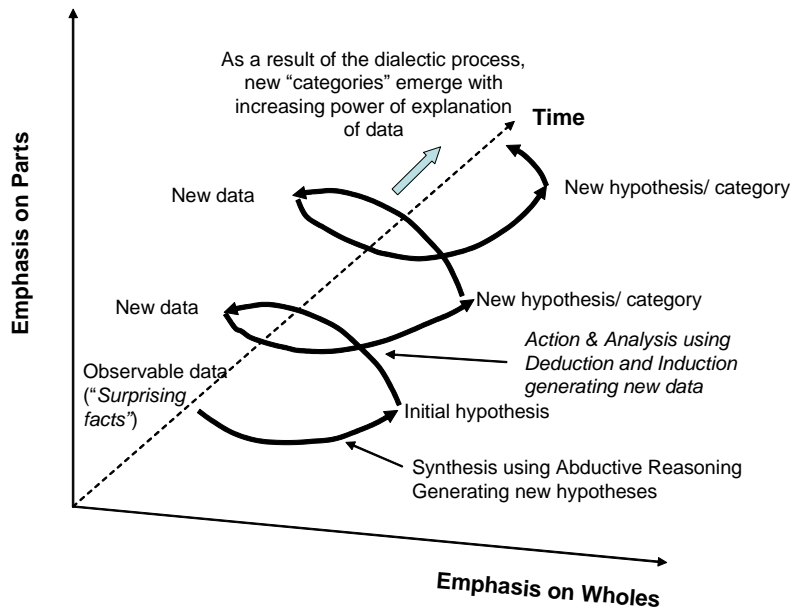 As a result of the dialectic process,
new “categories” emerge with
increasing power of explanation
of data
Time
Emphasis on Parts
New data
New hypothesis/ category
New data
New hypothesis/ category
Action & Analysis using
Deduction and Induction
generating new data
Observable data
(“Surprising
facts”)
Initial hypothesis
Synthesis using Abductive Reasoning
Generating new hypotheses
Emphasis on Wholes